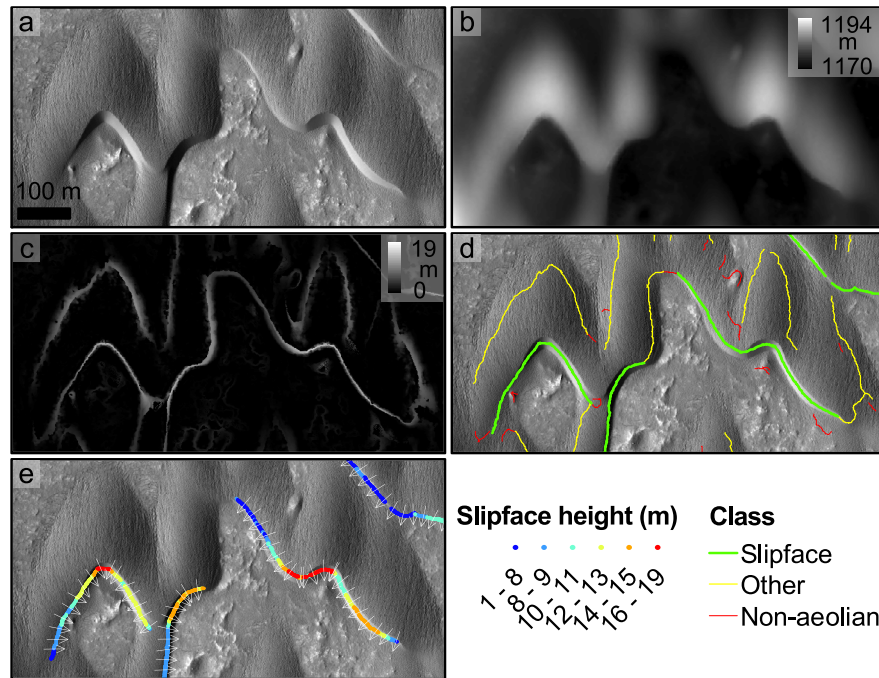 a
100 m
b
1194
m
1170
c
19
m
0
d
e
Slipface height (m)
1 - 8
8 - 9
10 - 11
12 - 13
14 - 15
16 - 19
Class
Slipface
Other
Non-aeolian